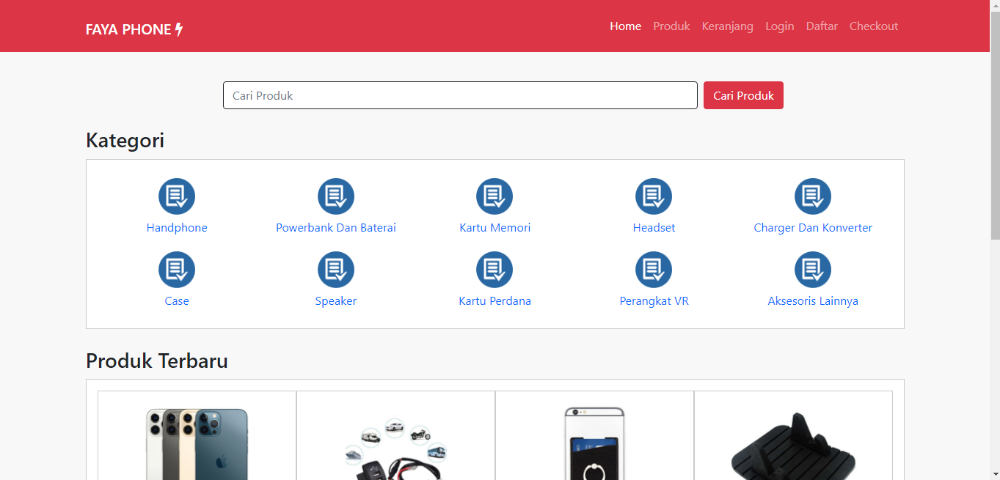 FAYA PHONE
Home Produk Keranjang Login Daftar Checkout
Cari Produk Cari Produk
Kategori
Handphone Powerbank Dan Baterai Kartu Memori Headset Charger Dan Konverter
Case Speaker Kartu Perdana Perangkat VR Aksesoris Lainnya
Produk Terbaru